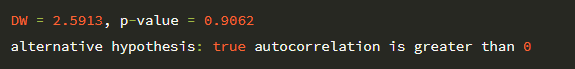 DW = 2.5913, p-value = 0.9062
alternative hypothesis: true autocorrelation is greater than 0